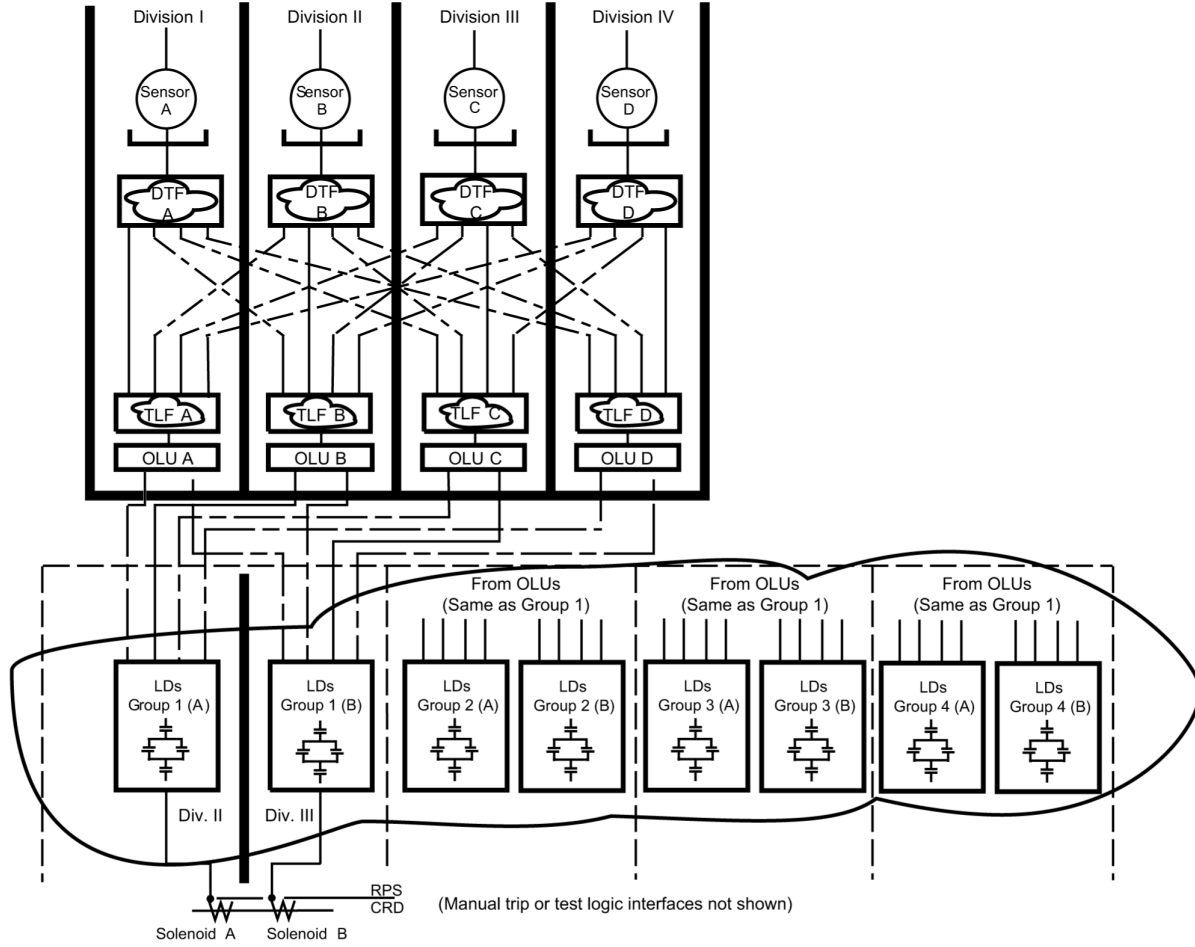 Division I
Division II
Division III
Division IV
Sensor
A
Sensor
B
Sensor
C
Sensor
D
DTF
A
DTF
B
DTF
C
DTF
D
TLF A
TLF B
TLF C
TLF D
OLU A
OLU B
OLU C
OLU D
From OLUs
(Same as Group 1)
From OLUs
(Same as Group 1)
From OLUs
(Same as Group 1)
LDs
Group 1 (A)
LDs
Group 1 (B)
LDs
Group 2 (A)
LDs
Group 2 (B)
LDs
Group 3 (A)
LDs
Group 3 (B)
LDs
Group 4 (A)
LDs
Group 4 (B)
Div. II
Div. III
RPS
CRD
(Manual trip or test logic interfaces not shown)
Solenoid A
Solenoid B